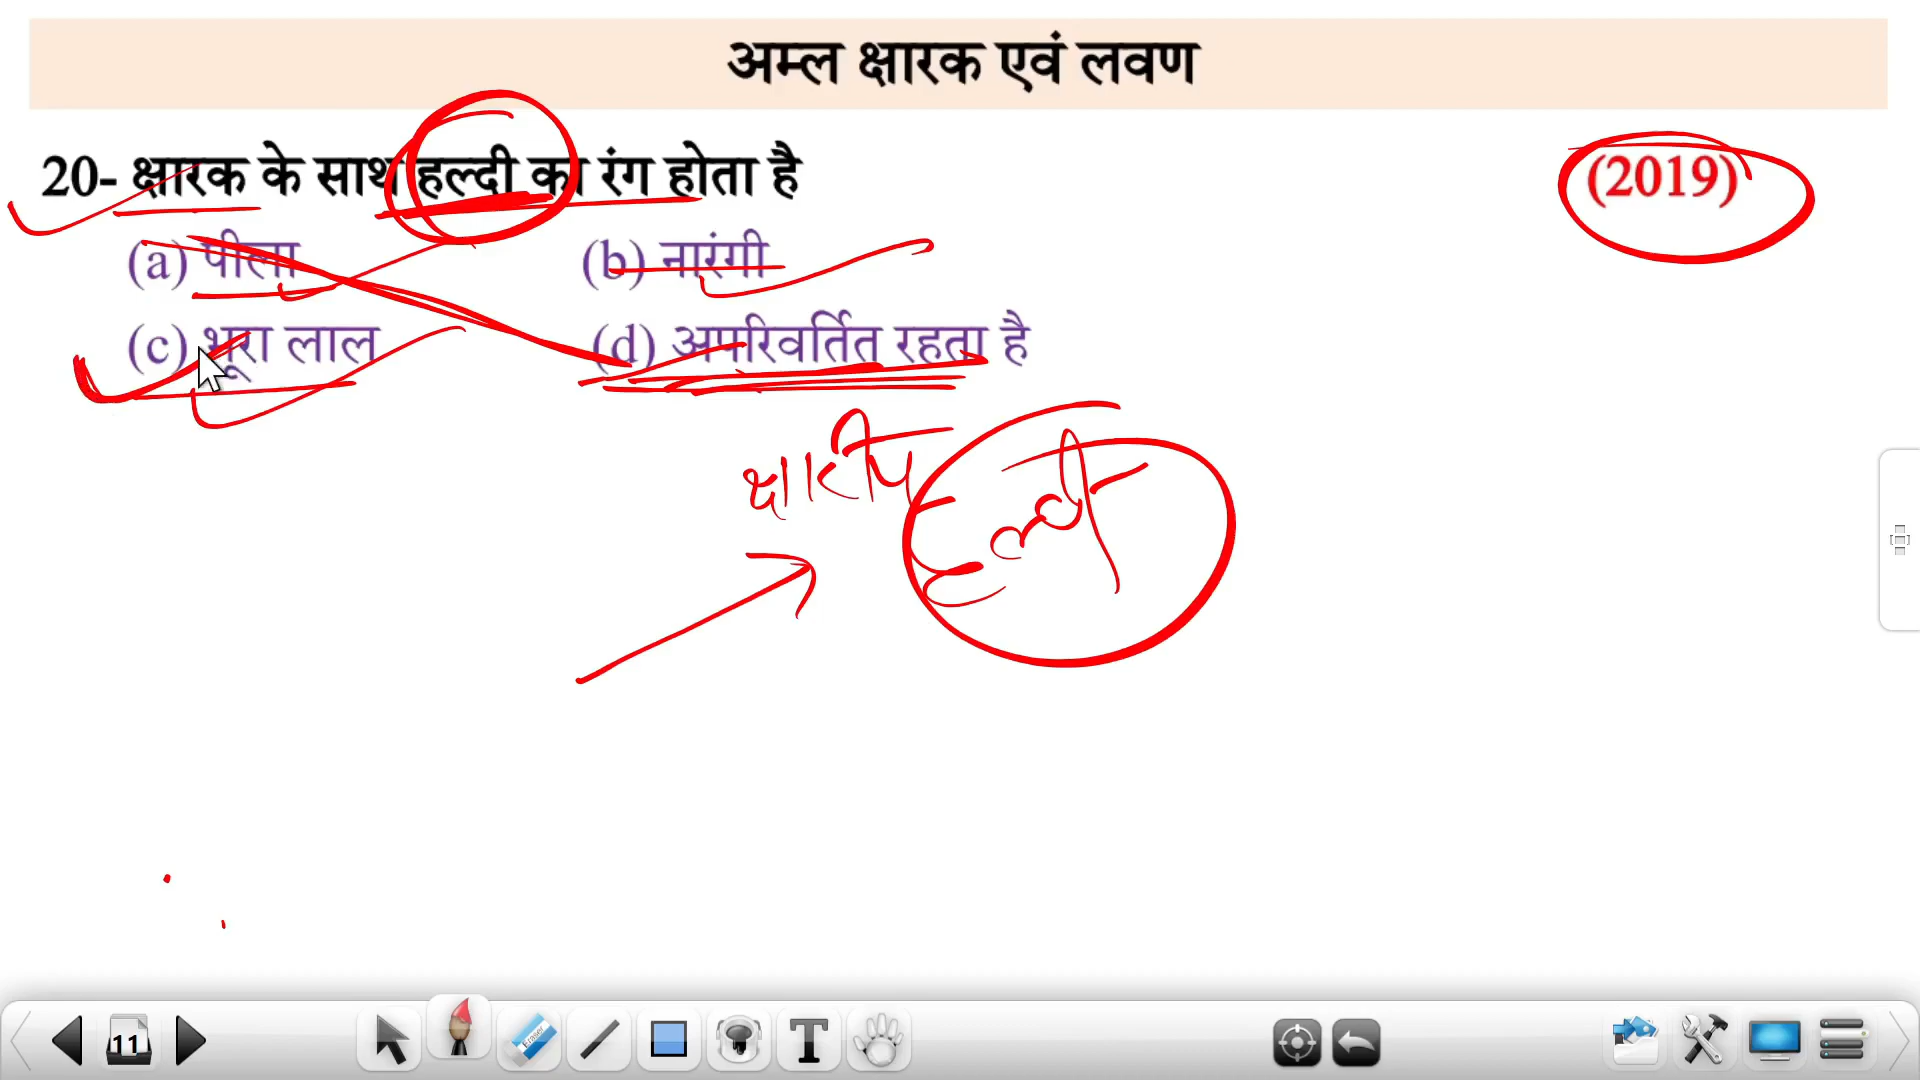 अम्ल क्षारक एवं लवण
20- क्षारक के साथ हल्दी का रंग होता है (2019)
(a) पीला (b) नारंगी
(c) भूरा लाल (d) अपरिवर्तित रहता है
क्षारीय
हल्दी
11